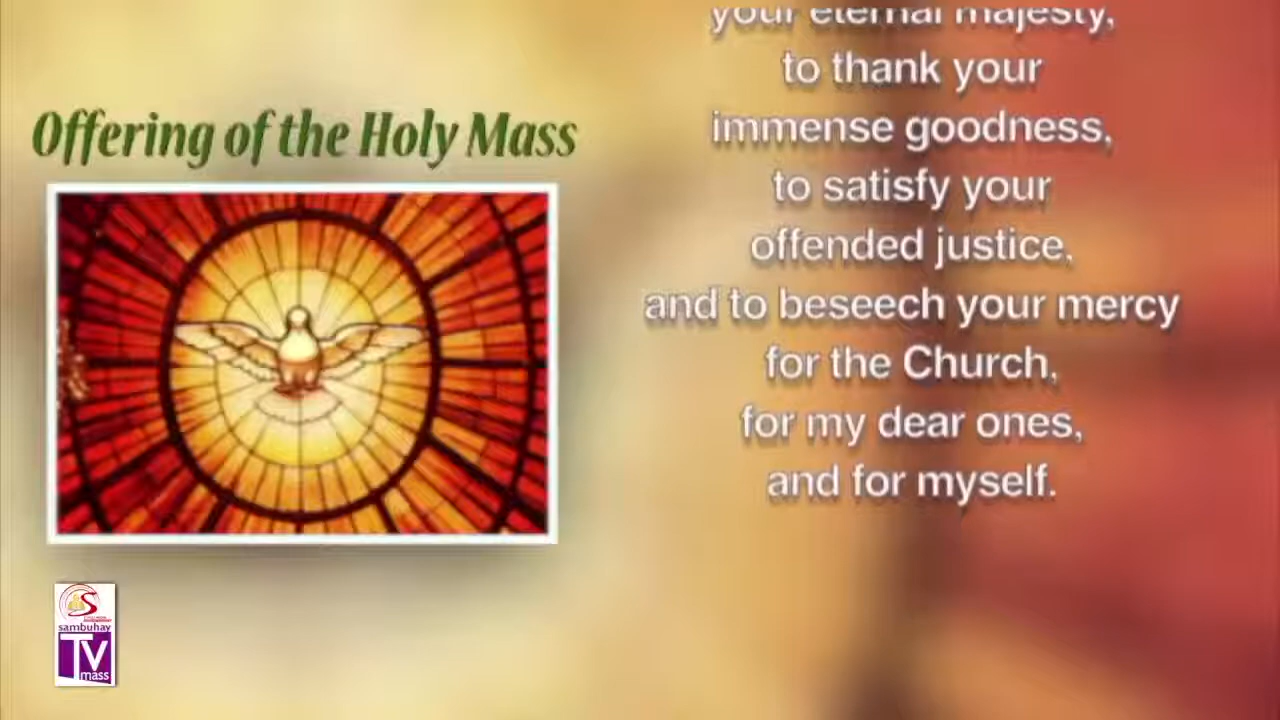 Offering of the Holy Mass
your eternal majesty,
to thank your
immense goodness,
to satisfy your
offended justice,
and to beseech your mercy
for the Church,
for my dear ones,
and for myself.
sambuhay
TV
mass